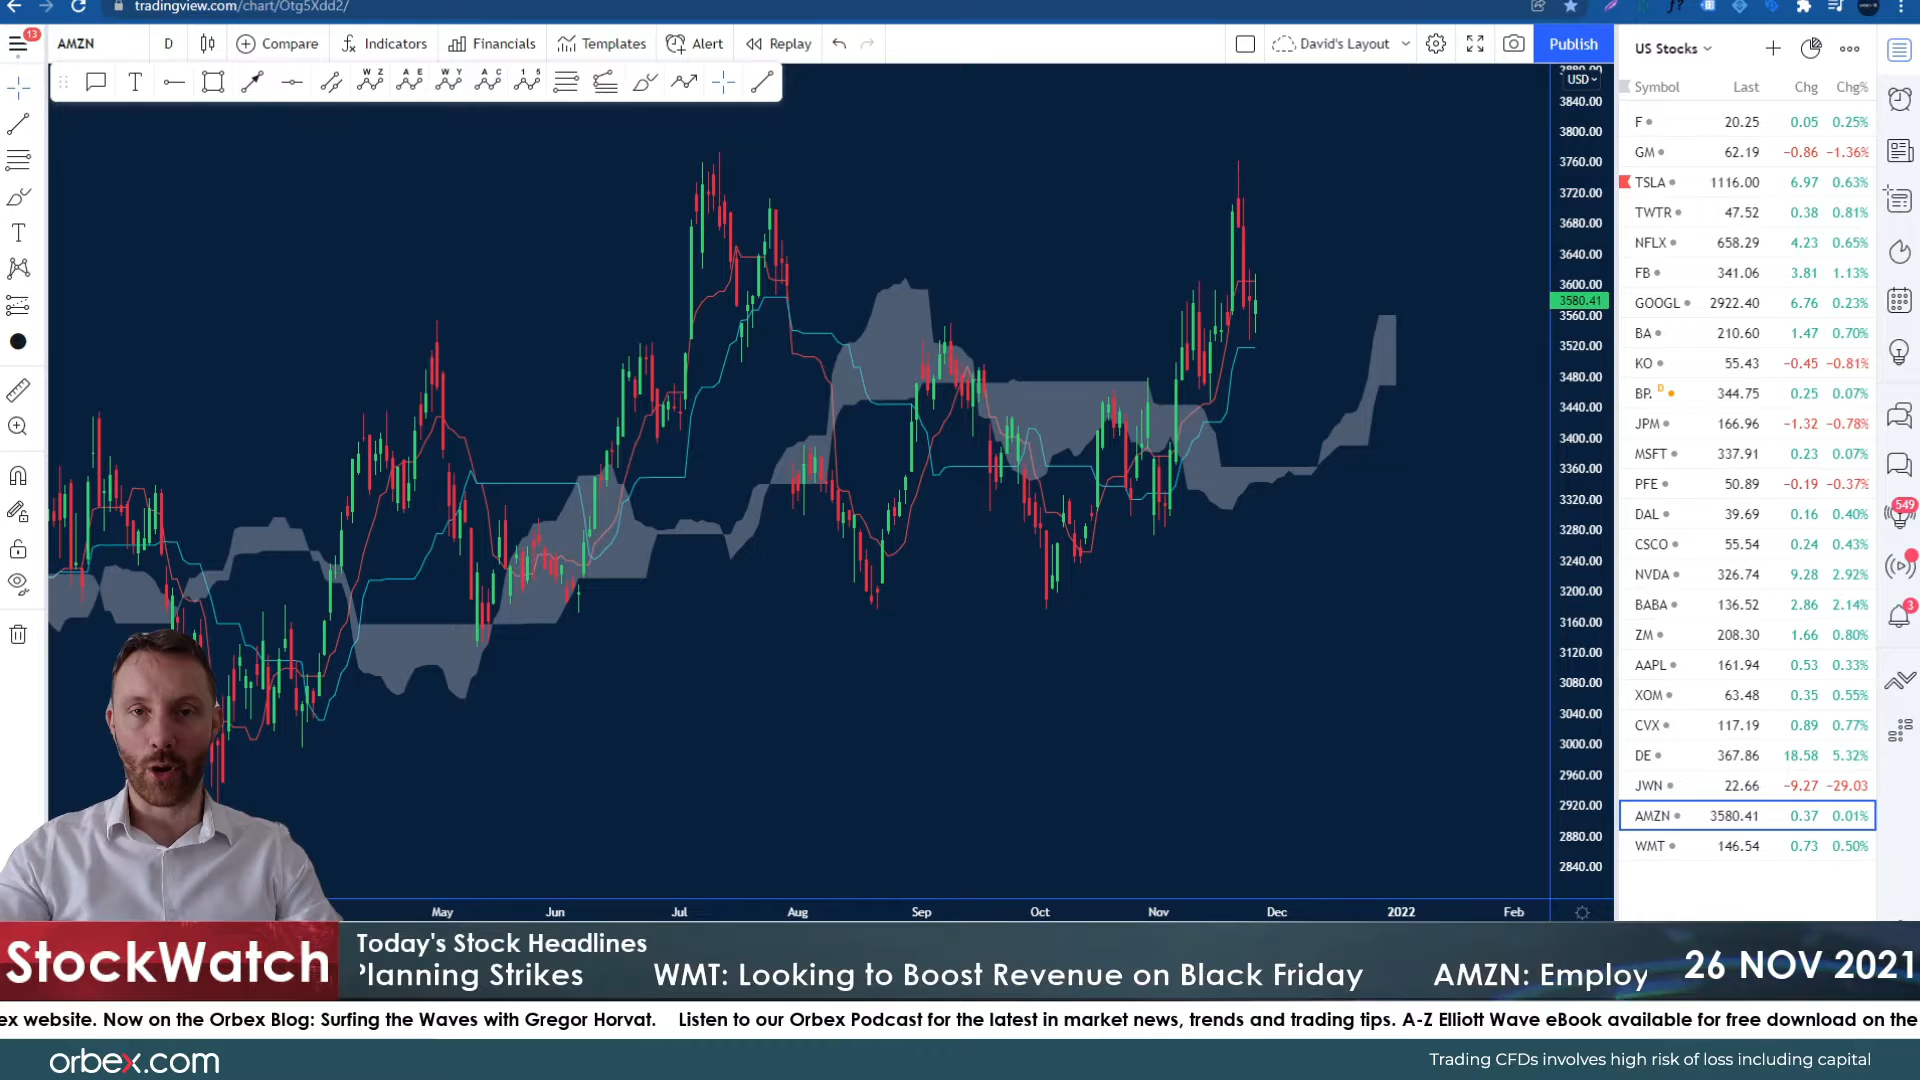 tradingview.com/chart/Otg5Xdd2/
13
AMZN D Compare Indicators Financials Templates Alert Replay David's Layout Publish
US Stocks
USD
Symbol Last Chg Chg%
F 20.25 0.05 0.25%
GM 62.19 −0.86 −1.36%
TSLA 1116.00 6.97 0.63%
TWTR 47.52 0.38 0.81%
NFLX 658.29 4.23 0.65%
FB 341.06 3.81 1.13%
GOOGL 2922.40 6.76 0.23%
BA 210.60 1.47 0.70%
KO 55.43 −0.45 −0.81%
BP. D 344.75 0.25 0.07%
JPM 166.96 −1.32 −0.78%
MSFT 337.91 0.23 0.07%
PFE 50.89 −0.19 −0.37%
DAL 39.69 0.16 0.40%
CSCO 55.54 0.24 0.43%
NVDA 326.74 9.28 2.92%
BABA 136.52 2.86 2.14%
ZM 208.30 1.66 0.80%
AAPL 161.94 0.53 0.33%
XOM 63.48 0.35 0.55%
CVX 117.19 0.89 0.77%
DE 367.86 18.58 5.32%
JWN 22.66 −9.27 −29.03
AMZN 3580.41 0.37 0.01%
WMT 146.54 0.73 0.50%
549
3
3880.00
3840.00
3800.00
3760.00
3720.00
3680.00
3640.00
3600.00
3580.41
3560.00
3520.00
3480.00
3440.00
3400.00
3360.00
3320.00
3280.00
3240.00
3200.00
3160.00
3120.00
3080.00
3040.00
3000.00
2960.00
2920.00
2880.00
2840.00
May Jun Jul Aug Sep Oct Nov Dec 2022 Feb
StockWatch
Today's Stock Headlines
Planning Strikes WMT: Looking to Boost Revenue on Black Friday AMZN: Employ
26 NOV 2021
ex website. Now on the Orbex Blog: Surfing the Waves with Gregor Horvat. Listen to our Orbex Podcast for the latest in market news, trends and trading tips. A-Z Elliott Wave eBook available for free download on the
orbex.com
Trading CFDs involves high risk of loss including capital